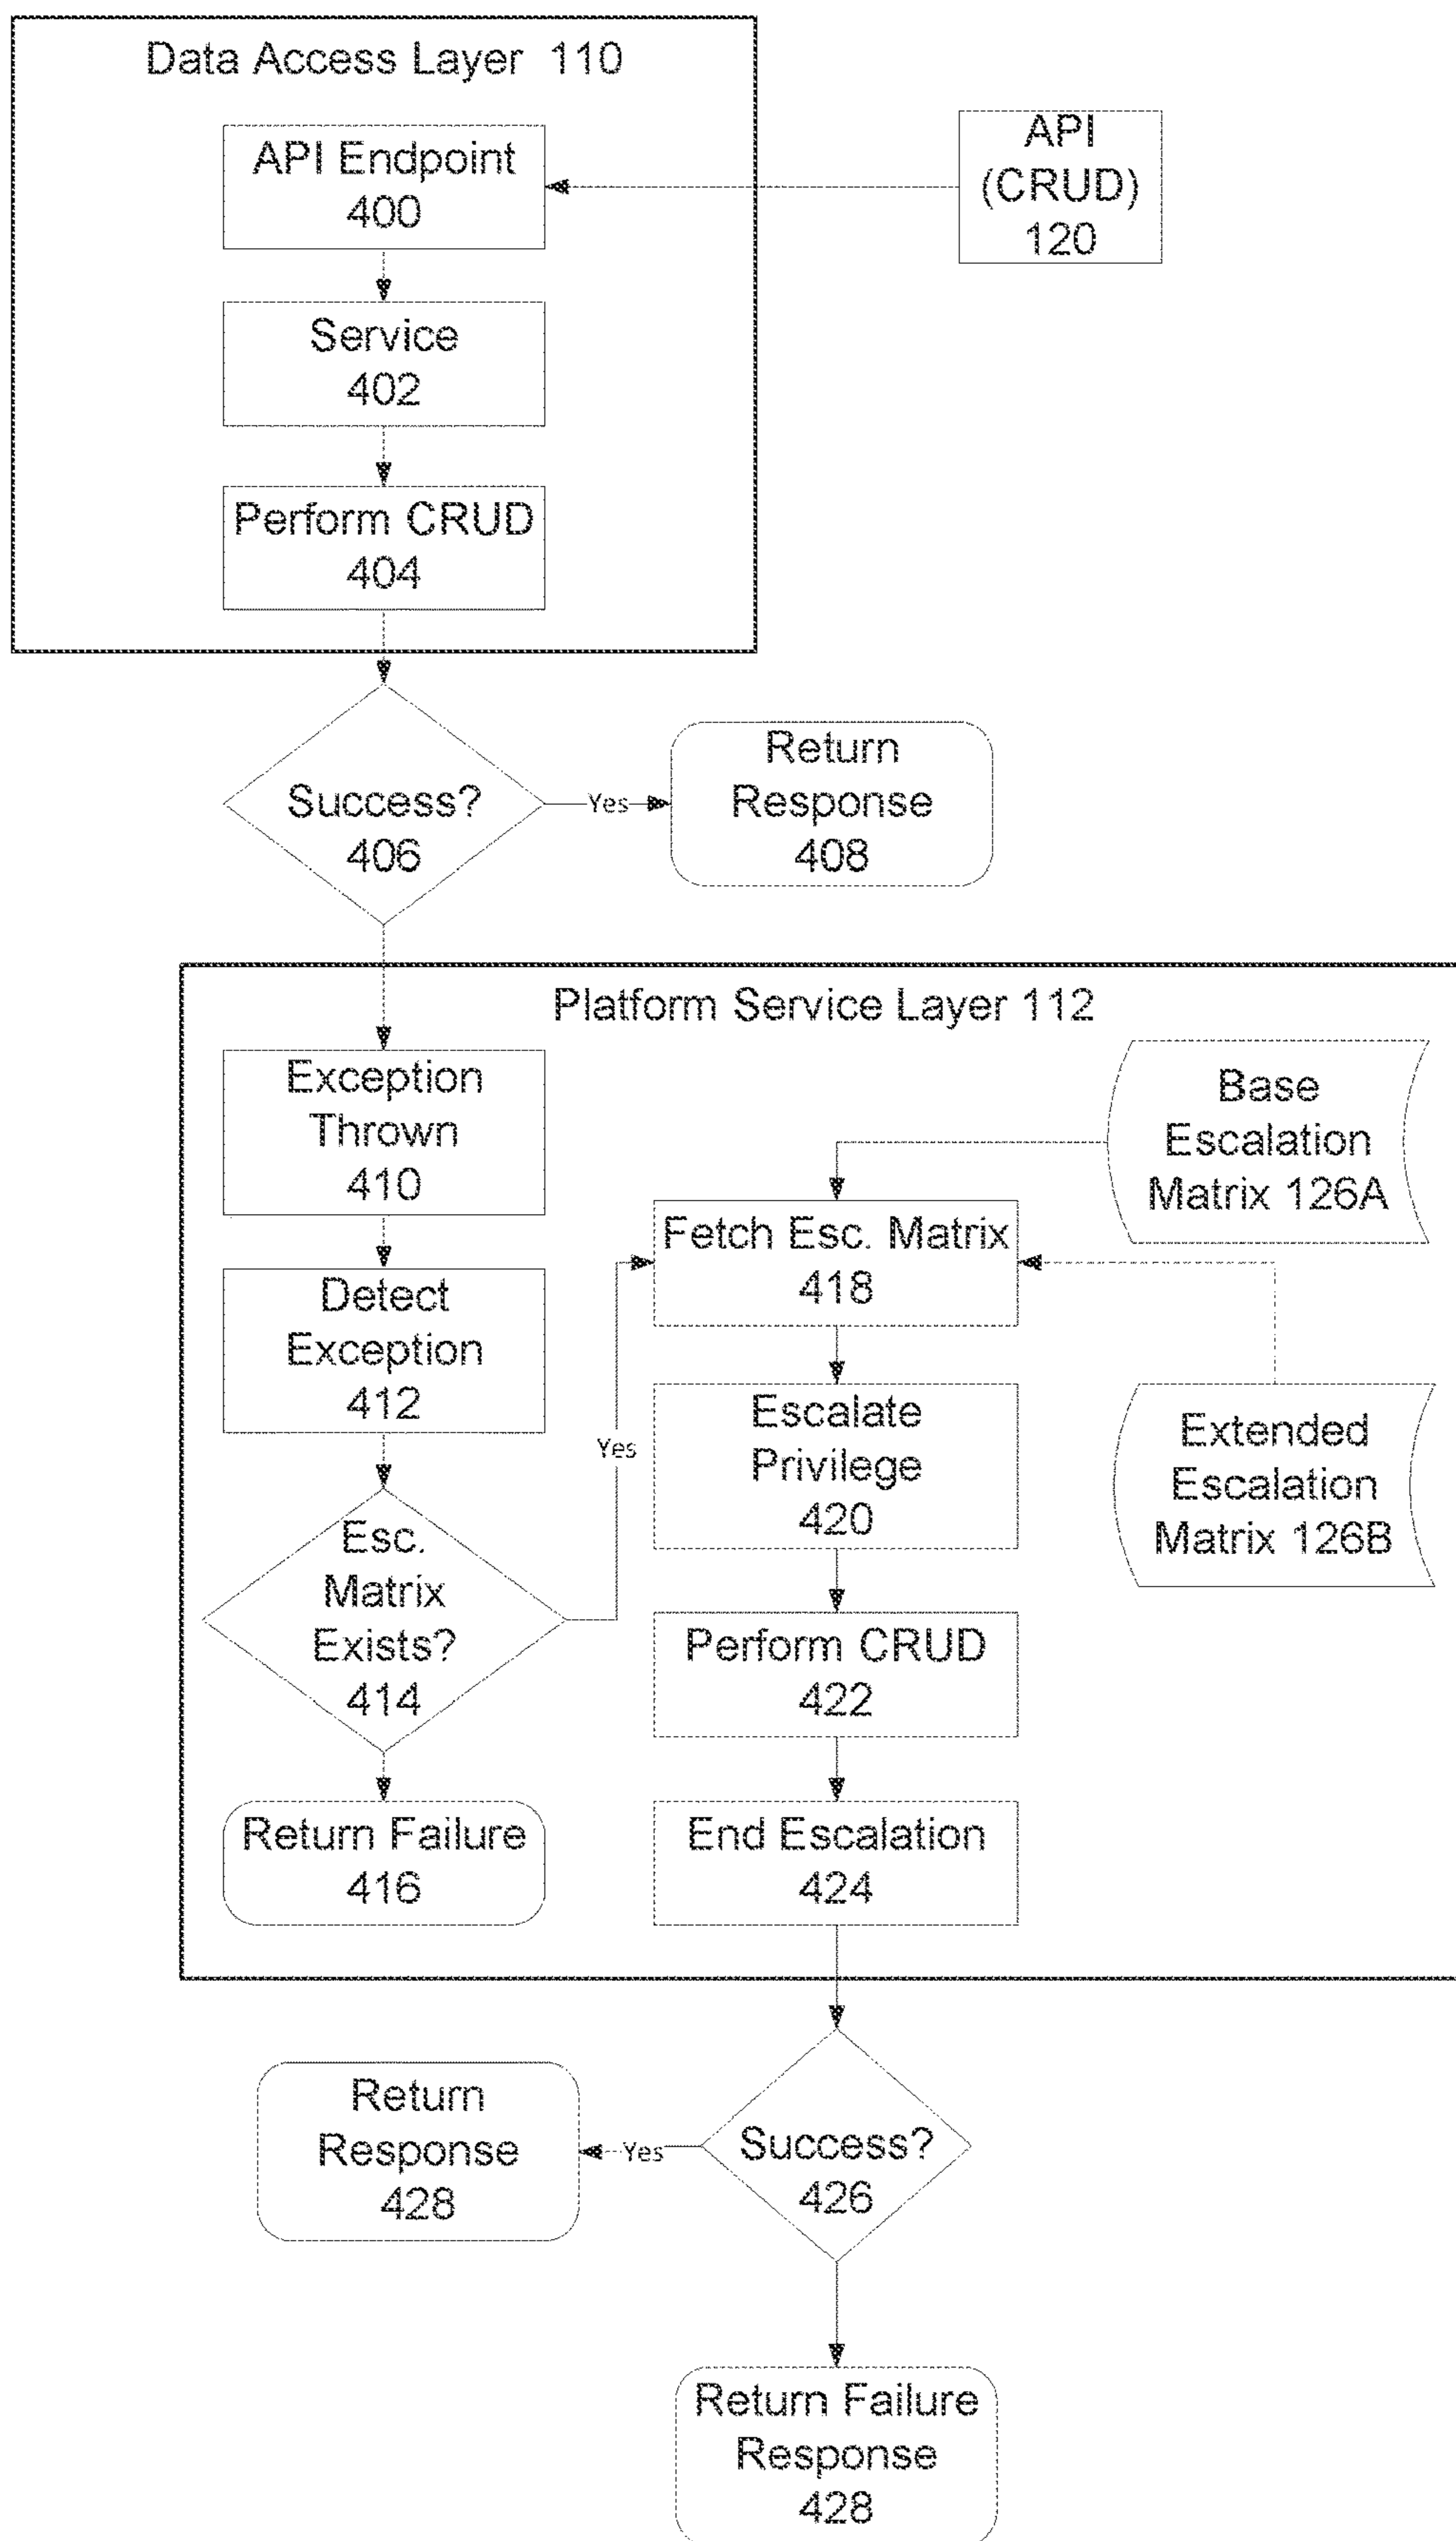 Data Access Layer 110
API Endpoint
400
API
(CRUD)
120
Service
402
Perform CRUD
404
Success?
406
Yes
Return
Response
408
Platform Service Layer 112
Exception
Thrown
410
Base
Escalation
Matrix 126A
Fetch Esc. Matrix
418
Detect
Exception
412
Escalate
Privilege
420
Extended
Escalation
Matrix 126B
Yes
Esc.
Matrix
Exists?
414
Perform CRUD
422
Return Failure
416
End Escalation
424
Return
Response
428
Yes
Success?
426
Return Failure
Response
428